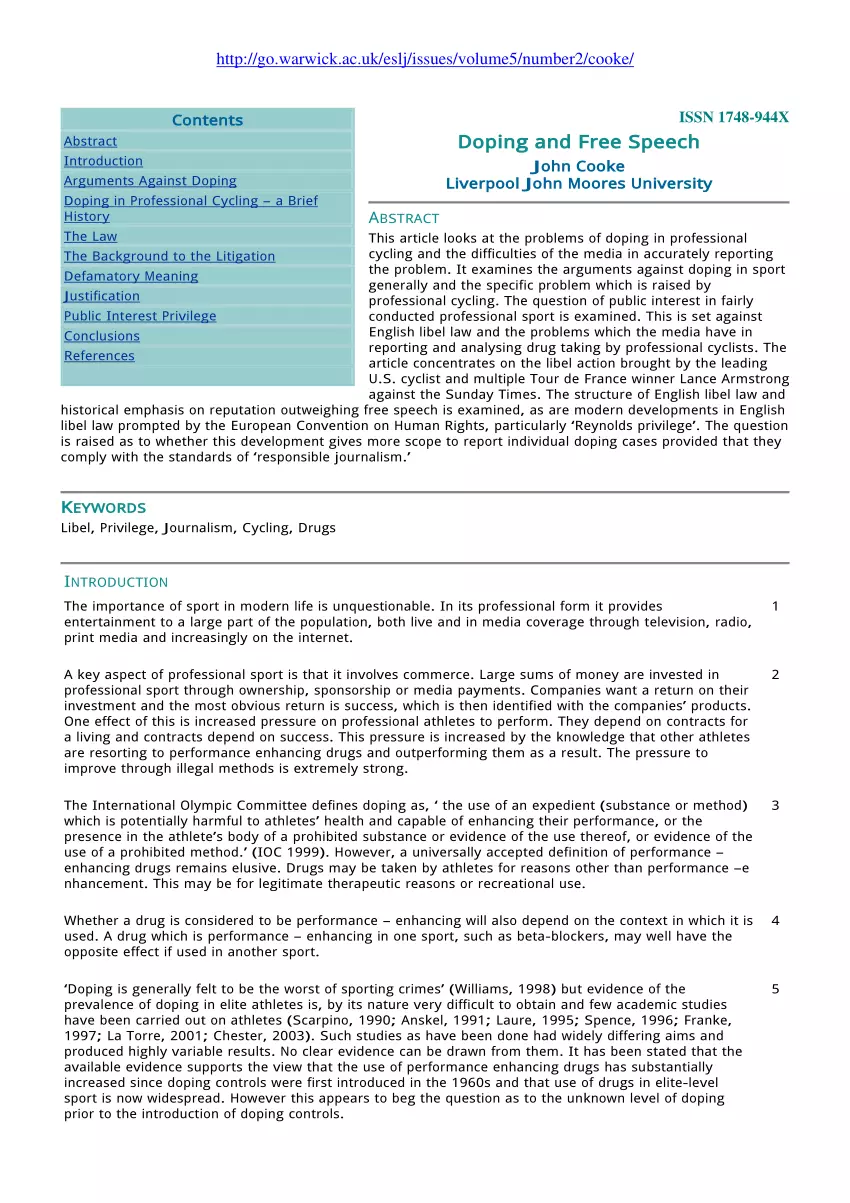 http://go.warwick.ac.uk/eslj/issues/volume5/number2/cooke/
Contents
Abstract
Introduction
Arguments Against Doping
Doping in Professional Cycling – a Brief
History
The Law
The Background to the Litigation
Defamatory Meaning
Justification
Public Interest Privilege
Conclusions
References
ISSN 1748-944X
Doping and Free Speech
John Cooke
Liverpool John Moores University
ABSTRACT
This article looks at the problems of doping in professional
cycling and the difficulties of the media in accurately reporting
the problem. It examines the arguments against doping in sport
generally and the specific problem which is raised by
professional cycling. The question of public interest in fairly
conducted professional sport is examined. This is set against
English libel law and the problems which the media have in
reporting and analysing drug taking by professional cyclists. The
article concentrates on the libel action brought by the leading
U.S. cyclist and multiple Tour de France winner Lance Armstrong
against the Sunday Times. The structure of English libel law and
historical emphasis on reputation outweighing free speech is examined, as are modern developments in English
libel law prompted by the European Convention on Human Rights, particularly ‘Reynolds privilege’. The question
is raised as to whether this development gives more scope to report individual doping cases provided that they
comply with the standards of ‘responsible journalism.’
KEYWORDS
Libel, Privilege, Journalism, Cycling, Drugs
INTRODUCTION
The importance of sport in modern life is unquestionable. In its professional form it provides 1
entertainment to a large part of the population, both live and in media coverage through television, radio,
print media and increasingly on the internet.
A key aspect of professional sport is that it involves commerce. Large sums of money are invested in 2
professional sport through ownership, sponsorship or media payments. Companies want a return on their
investment and the most obvious return is success, which is then identified with the companies’ products.
One effect of this is increased pressure on professional athletes to perform. They depend on contracts for
a living and contracts depend on success. This pressure is increased by the knowledge that other athletes
are resorting to performance enhancing drugs and outperforming them as a result. The pressure to
improve through illegal methods is extremely strong.
The International Olympic Committee defines doping as, ‘ the use of an expedient (substance or method) 3
which is potentially harmful to athletes’ health and capable of enhancing their performance, or the
presence in the athlete’s body of a prohibited substance or evidence of the use thereof, or evidence of the
use of a prohibited method.’ (IOC 1999). However, a universally accepted definition of performance –
enhancing drugs remains elusive. Drugs may be taken by athletes for reasons other than performance –e
nhancement. This may be for legitimate therapeutic reasons or recreational use.
Whether a drug is considered to be performance – enhancing will also depend on the context in which it is 4
used. A drug which is performance – enhancing in one sport, such as beta-blockers, may well have the
opposite effect if used in another sport.
‘Doping is generally felt to be the worst of sporting crimes’ (Williams, 1998) but evidence of the 5
prevalence of doping in elite athletes is, by its nature very difficult to obtain and few academic studies
have been carried out on athletes (Scarpino, 1990; Anskel, 1991; Laure, 1995; Spence, 1996; Franke,
1997; La Torre, 2001; Chester, 2003). Such studies as have been done had widely differing aims and
produced highly variable results. No clear evidence can be drawn from them. It has been stated that the
available evidence supports the view that the use of performance enhancing drugs has substantially
increased since doping controls were first introduced in the 1960s and that use of drugs in elite-level
sport is now widespread. However this appears to beg the question as to the unknown level of doping
prior to the introduction of doping controls.